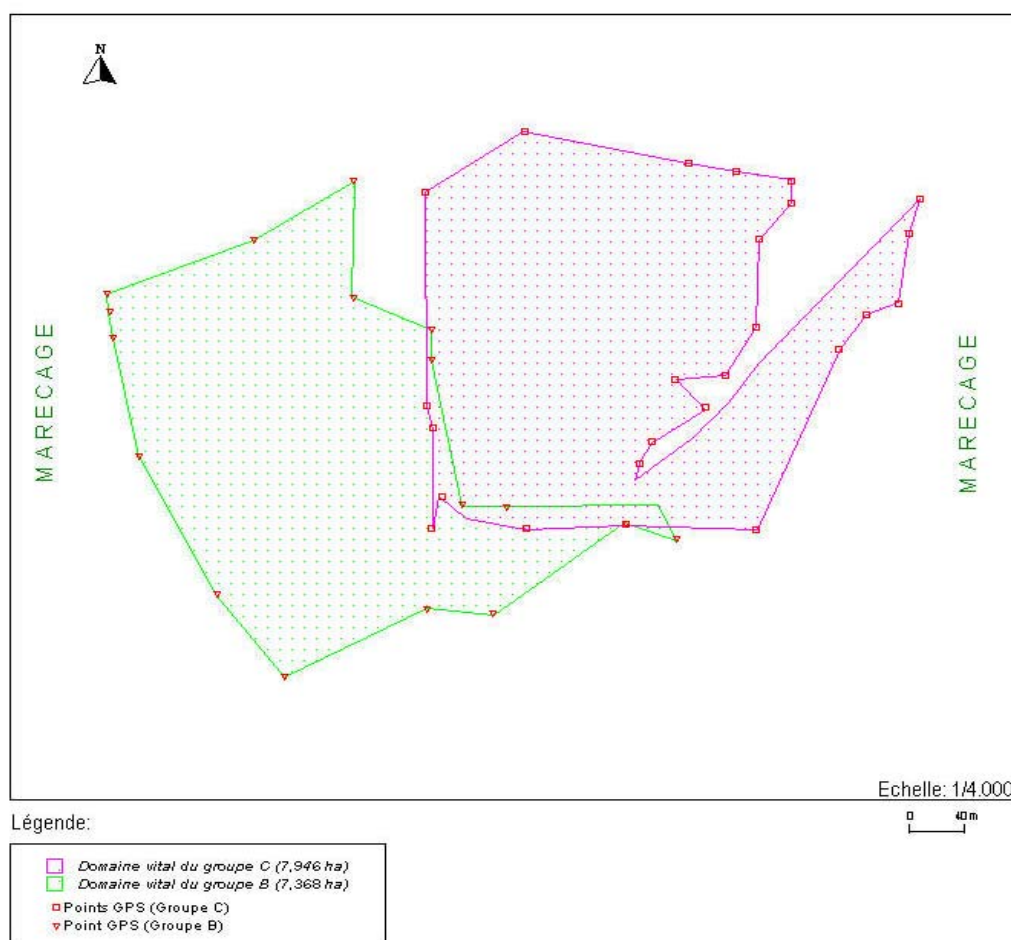 N
MARECAGE
MARECAGE
Echelle: 1/4.000
0 40 m
Légende:
Domaine vital du groupe C (7,946 ha)
Domaine vital du groupe B (7,368 ha)
Points GPS (Groupe C)
Point GPS (Groupe B)